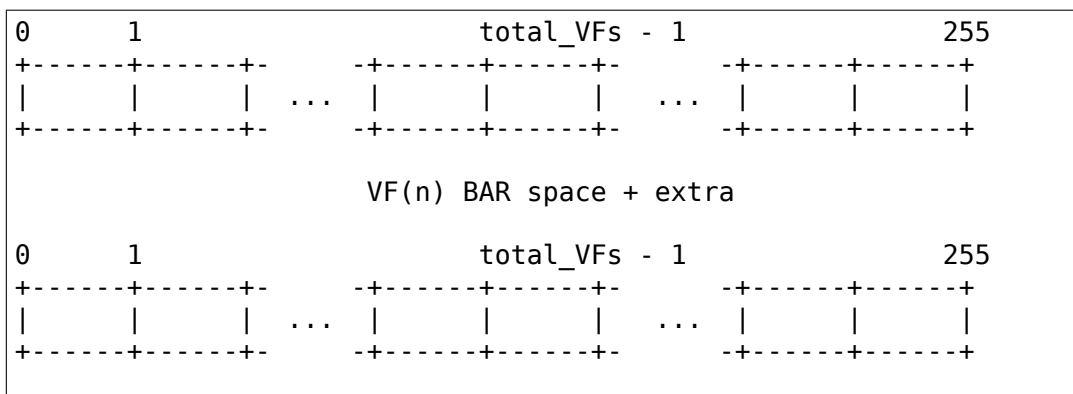 0      1                     total_VFs - 1                255
+------+------+-     -+------+------+-      -+------+------+
|      |      | ...  |      |      |   ...  |      |      |
+------+------+-     -+------+------+-      -+------+------+
VF(n) BAR space + extra
0      1                     total_VFs - 1                255
+------+------+-     -+------+------+-      -+------+------+
|      |      | ...  |      |      |   ...  |      |      |
+------+------+-     -+------+------+-      -+------+------+